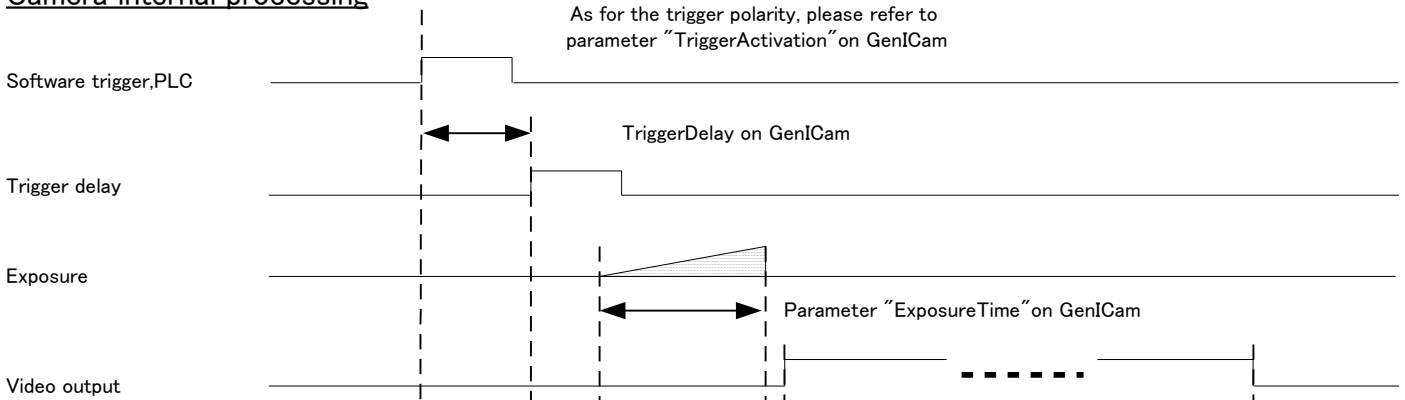 Camera internal processing
As for the trigger polarity, please refer to
parameter "TriggerActivation"on GenICam
Software trigger,PLC
TriggerDelay on GenICam
Trigger delay
Exposure
Parameter "ExposureTime"on GenICam
Video output